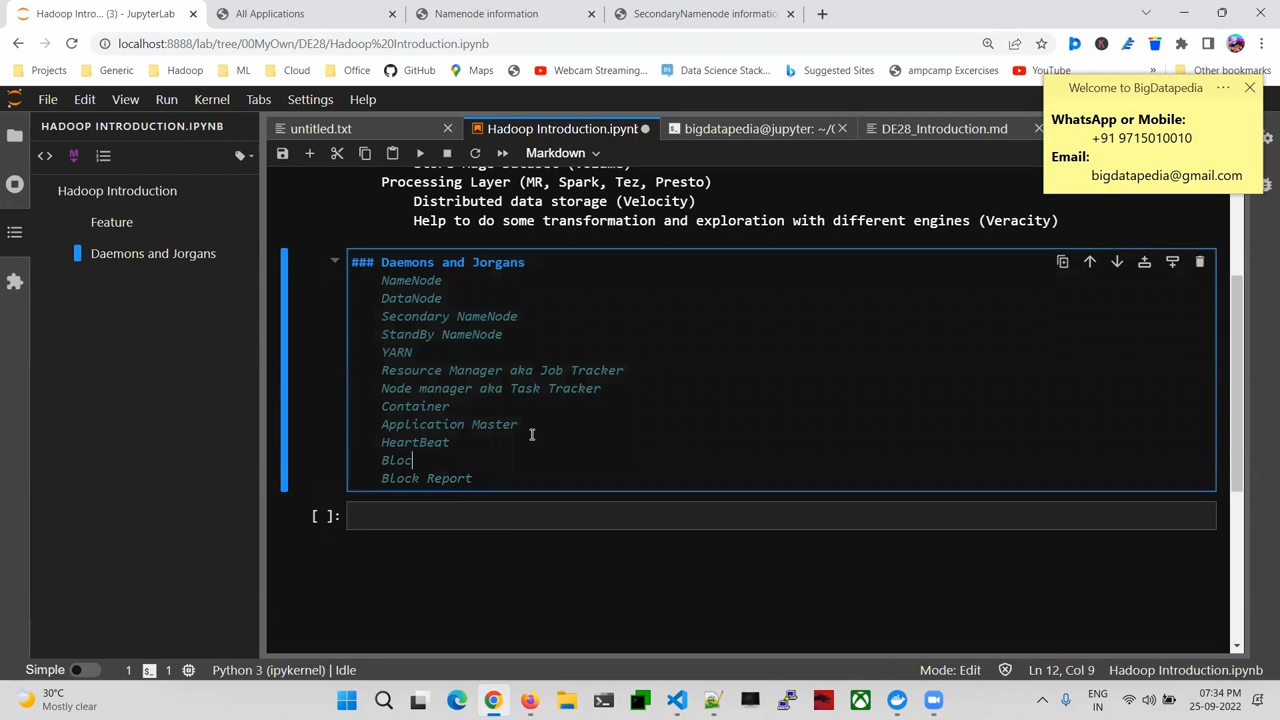 Hadoop Intro... (3) - JupyterLab
All Applications
Namenode information
SecondaryNamenode informatio
localhost:8888/lab/tree/00MyOwn/DE28/Hadoop%20Introduction.ipynb
Projects Generic Hadoop ML Cloud Office GitHub Maps Webcam Streaming... Data Science Stack... Suggested Sites ampcamp Excercises YouTube » Other bookmarks
File Edit View Run Kernel Tabs Settings Help
Welcome to BigDatapedia ...
WhatsApp or Mobile:
+91 9715010010
Email:
bigdatapedia@gmail.com
HADOOP INTRODUCTION.IPYNB
Hadoop Introduction
Feature
Daemons and Jorgans
untitled.txt
Hadoop Introduction.ipynl
bigdatapedia@jupyter: ~/(
DE28_Introduction.md
Markdown
Processing Layer (MR, Spark, Tez, Presto)
Distributed data storage (Velocity)
Help to do some transformation and exploration with different engines (Veracity)
### Daemons and Jorgans
NameNode
DataNode
Secondary NameNode
StandBy NameNode
YARN
Resource Manager aka Job Tracker
Node manager aka Task Tracker
Container
Application Master
HeartBeat
Bloc
Block Report
[ ]:
Simple 1 1 Python 3 (ipykernel) | Idle Mode: Edit Ln 12, Col 9 Hadoop Introduction.ipynb
30°C
Mostly clear
ENG
IN
07:34 PM
25-09-2022